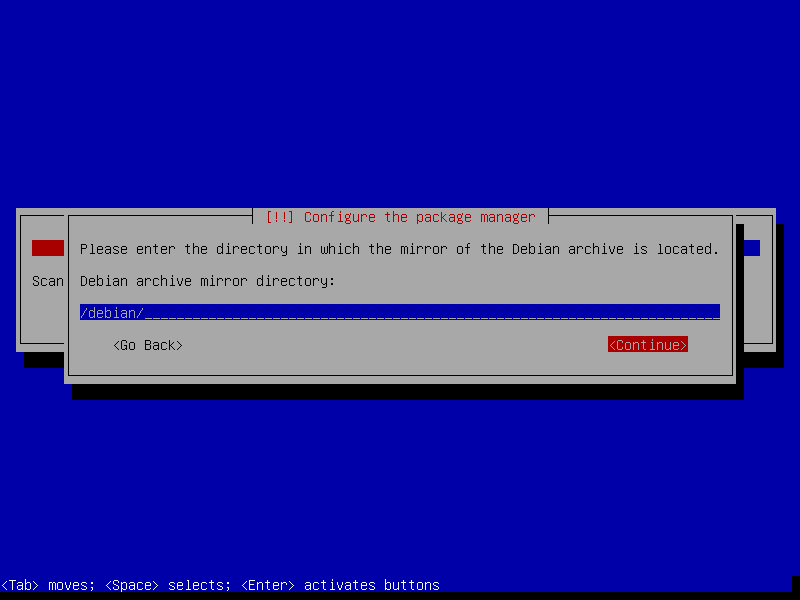 [!!] Configure the package manager
Please enter the directory in which the mirror of the Debian archive is located.
Scan
Debian archive mirror directory:
/debian/
<Go Back> <Continue>
<Tab> moves; <Space> selects; <Enter> activates buttons